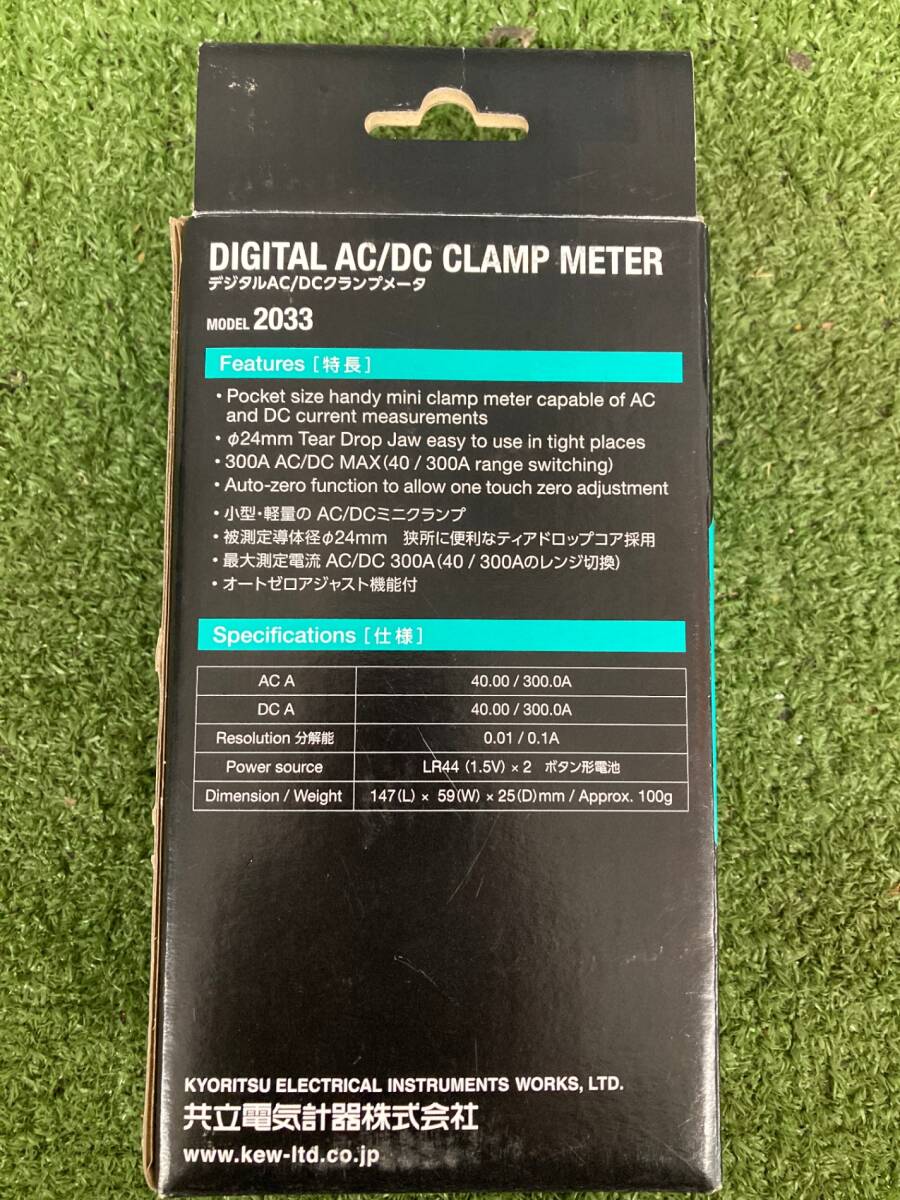 DIGITAL AC/DC CLAMP METER
デジタルAC/DCクランプメータ
MODEL 2033
Features [特長]
・Pocket size handy mini clamp meter capable of AC
and DC current measurements
・φ24mm Tear Drop Jaw easy to use in tight places
・300A AC/DC MAX(40 / 300A range switching)
・Auto-zero function to allow one touch zero adjustment
・小型・軽量の AC/DCミニクランプ
・被測定導体径φ24mm 狭所に便利なティアドロップコア採用
・最大測定電流 AC/DC 300A(40 / 300Aのレンジ切換)
・オートゼロアジャスト機能付
Specifications [仕様]
AC A 40.00 / 300.0A
DC A 40.00 / 300.0A
Resolution 分解能 0.01 / 0.1A
Power source LR44 (1.5V) × 2 ボタン形電池
Dimension / Weight 147(L) × 59(W) × 25(D)mm / Approx. 100g
KYORITSU ELECTRICAL INSTRUMENTS WORKS, LTD.
共立電気計器株式会社
www.kew-ltd.co.jp